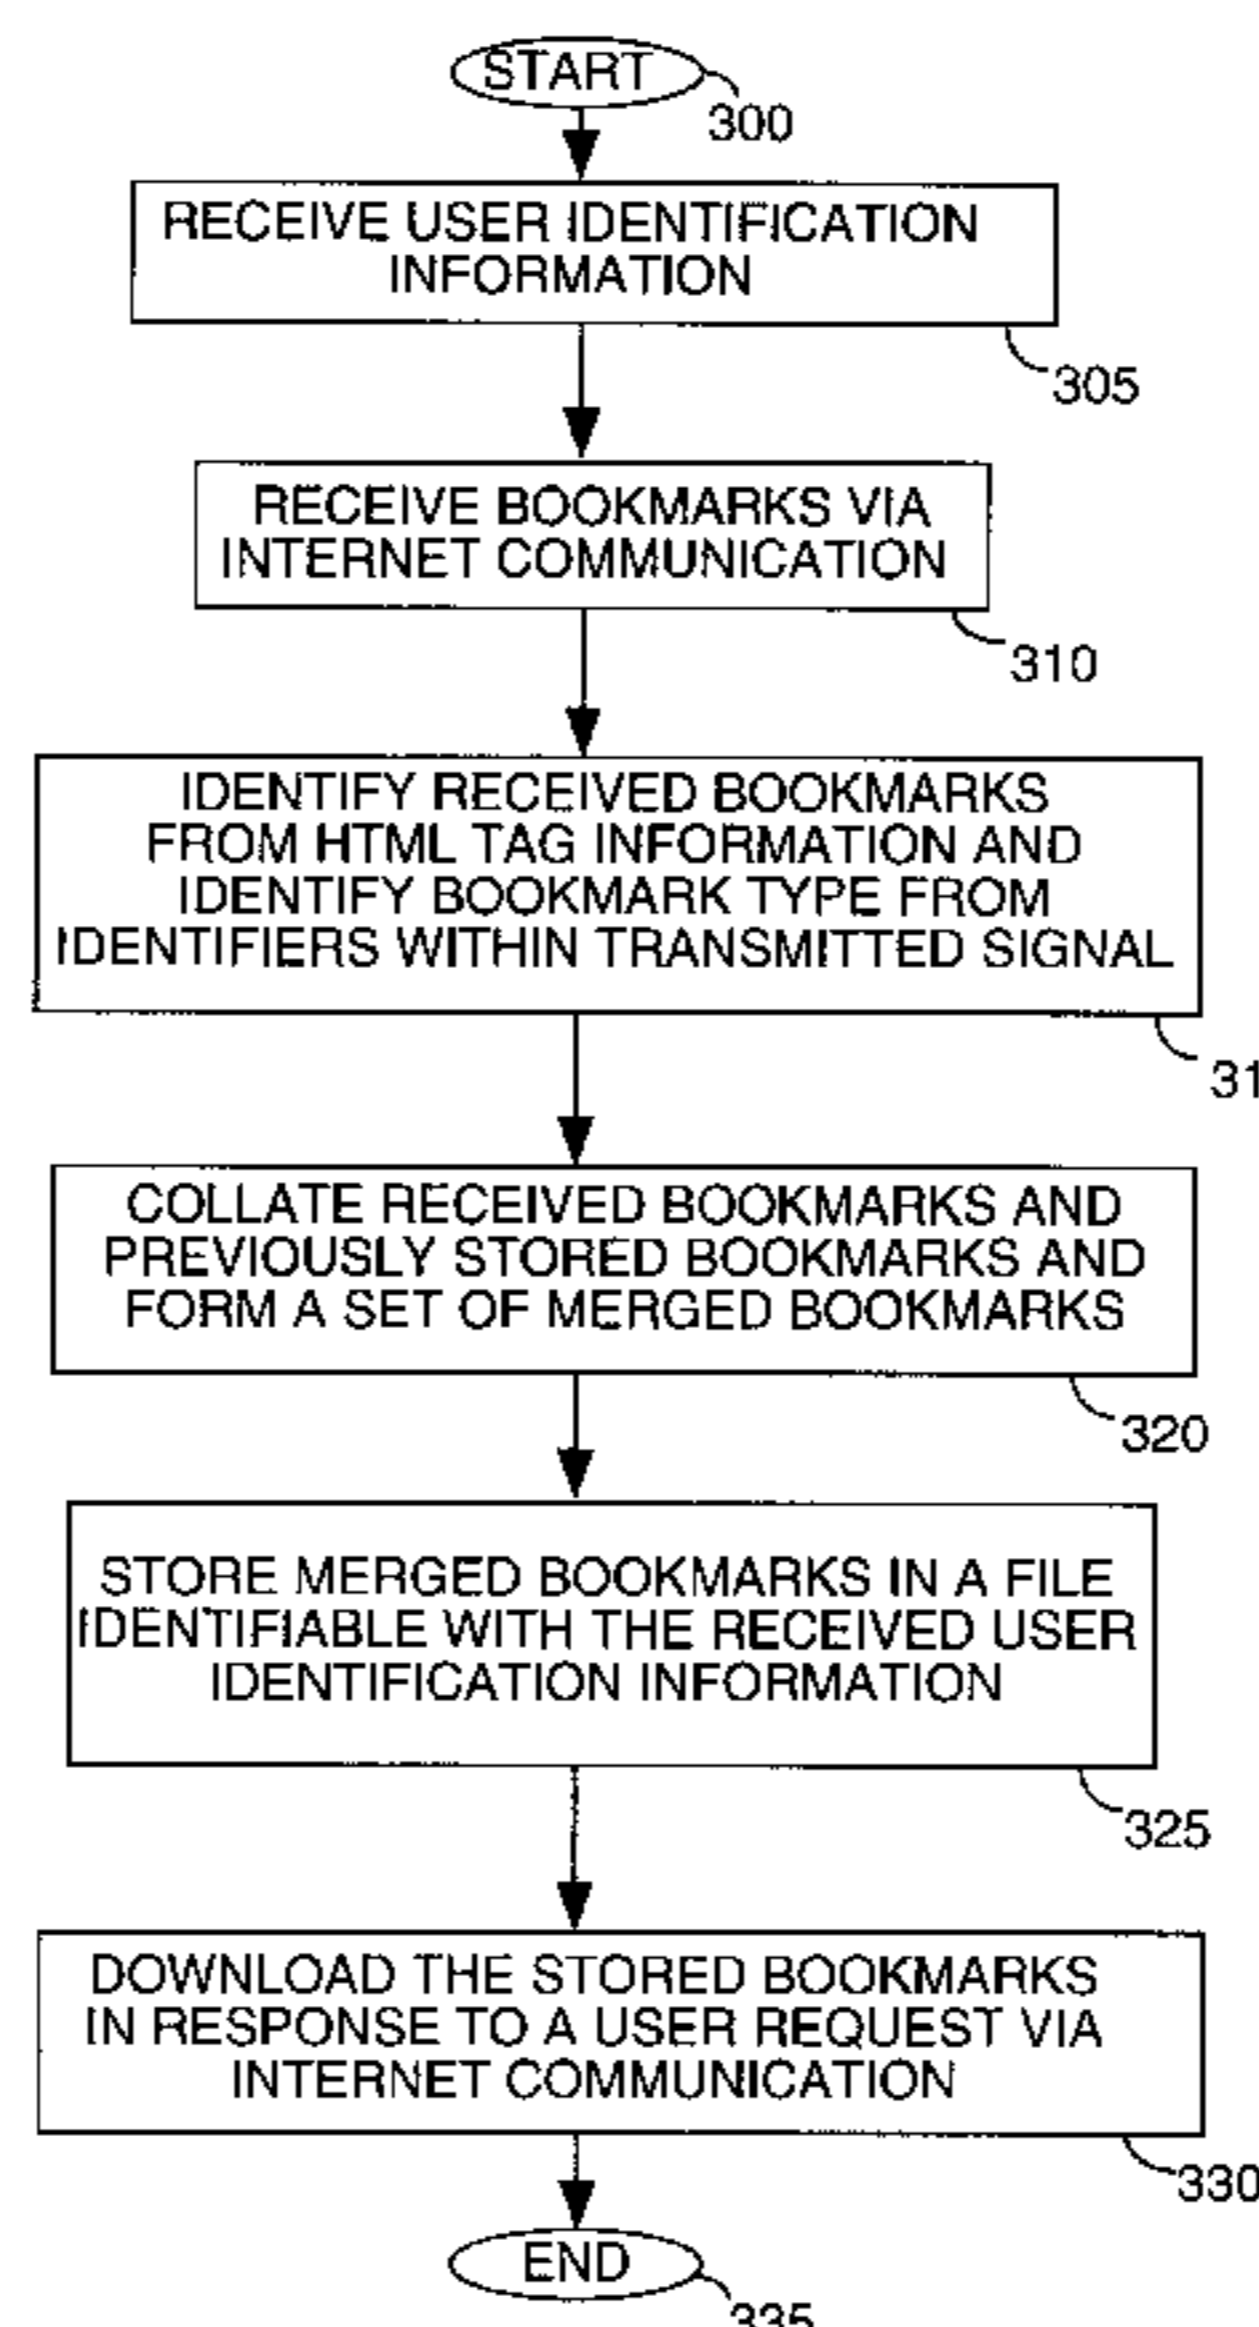 START
300
RECEIVE USER IDENTIFICATION
INFORMATION
305
RECEIVE BOOKMARKS VIA
INTERNET COMMUNICATION
310
IDENTIFY RECEIVED BOOKMARKS
FROM HTML TAG INFORMATION AND
IDENTIFY BOOKMARK TYPE FROM
IDENTIFIERS WITHIN TRANSMITTED SIGNAL
31
COLLATE RECEIVED BOOKMARKS AND
PREVIOUSLY STORED BOOKMARKS AND
FORM A SET OF MERGED BOOKMARKS
320
STORE MERGED BOOKMARKS IN A FILE
IDENTIFIABLE WITH THE RECEIVED USER
IDENTIFICATION INFORMATION
325
DOWNLOAD THE STORED BOOKMARKS
IN RESPONSE TO A USER REQUEST VIA
INTERNET COMMUNICATION
330
END
335